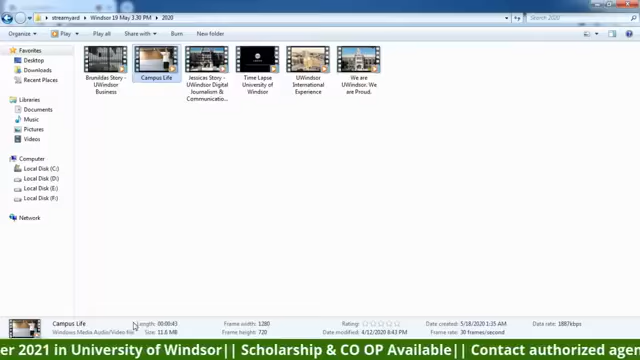 streamyard ▸ Windsor 19 May 3.30 PM ▸ 2020
Search 2020
Organize
Play
Play all
Share with
Burn
New folder
Favorites
Desktop
Downloads
Recent Places
Libraries
Documents
Music
Pictures
Videos
Computer
Local Disk (C:)
Local Disk (D:)
Local Disk (E:)
Local Disk (F:)
Network
Brunildas Story -
UWindsor
Business
Campus Life
Jessicas Story -
UWindsor Digital
Journalism &
Communicatio...
Time Lapse
University of
Windsor
UWindsor
International
Experience
We are
UWindsor. We
are Proud.
Campus Life
Length: 00:00:43
Frame width: 1280
Rating:
Date created: 5/18/2020 1:35 AM
Data rate: 1887kbps
Windows Media Audio/Video file
Size: 11.6 MB
Frame height: 720
Date modified: 4/12/2020 8:43 PM
Frame rate: 30 frames/second
er 2021 in University of Windsor|| Scholarship & CO OP Available|| Contact authorized age